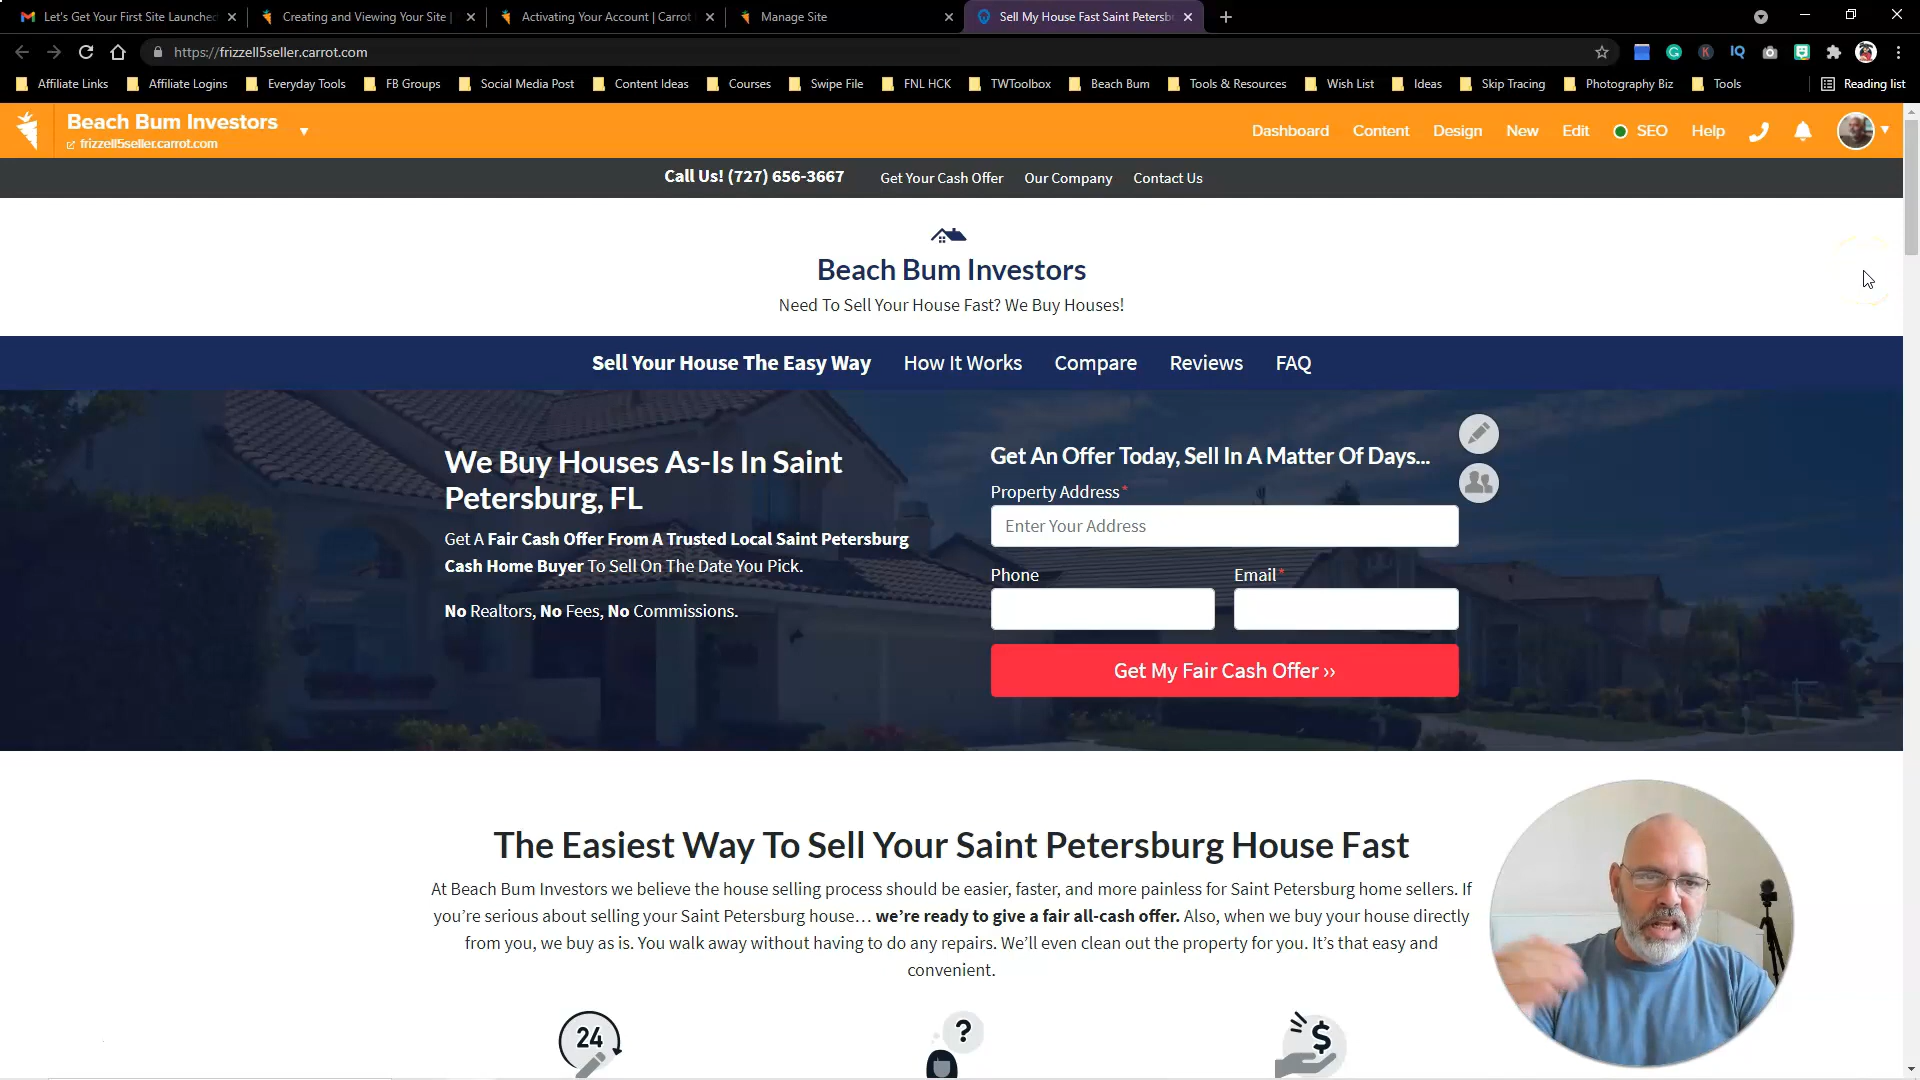 Let's Get Your First Site Launched
Creating and Viewing Your Site |
Activating Your Account | Carrot
Manage Site
Sell My House Fast Saint Petersb
https://frizzell5seller.carrot.com
Affiliate Links
Affiliate Logins
Everyday Tools
FB Groups
Social Media Post
Content Ideas
Courses
Swipe File
FNL HCK
TWToolbox
Beach Bum
Tools & Resources
Wish List
Ideas
Skip Tracing
Photography Biz
Tools
Reading list
Beach Bum Investors
frizzell5seller.carrot.com
Dashboard
Content
Design
New
Edit
SEO
Help
Call Us! (727) 656-3667
Get Your Cash Offer
Our Company
Contact Us
Beach Bum Investors
Need To Sell Your House Fast? We Buy Houses!
Sell Your House The Easy Way
How It Works
Compare
Reviews
FAQ
We Buy Houses As-Is In Saint
Petersburg, FL
Get A Fair Cash Offer From A Trusted Local Saint Petersburg
Cash Home Buyer To Sell On The Date You Pick.
No Realtors, No Fees, No Commissions.
Get An Offer Today, Sell In A Matter Of Days...
Property Address*
Enter Your Address
Phone
Email*
Get My Fair Cash Offer ››
The Easiest Way To Sell Your Saint Petersburg House Fast
At Beach Bum Investors we believe the house selling process should be easier, faster, and more painless for Saint Petersburg home sellers. If
you’re serious about selling your Saint Petersburg house… we’re ready to give a fair all-cash offer. Also, when we buy your house directly
from you, we buy as is. You walk away without having to do any repairs. We’ll even clean out the property for you. It’s that easy and
convenient.
24
?
$